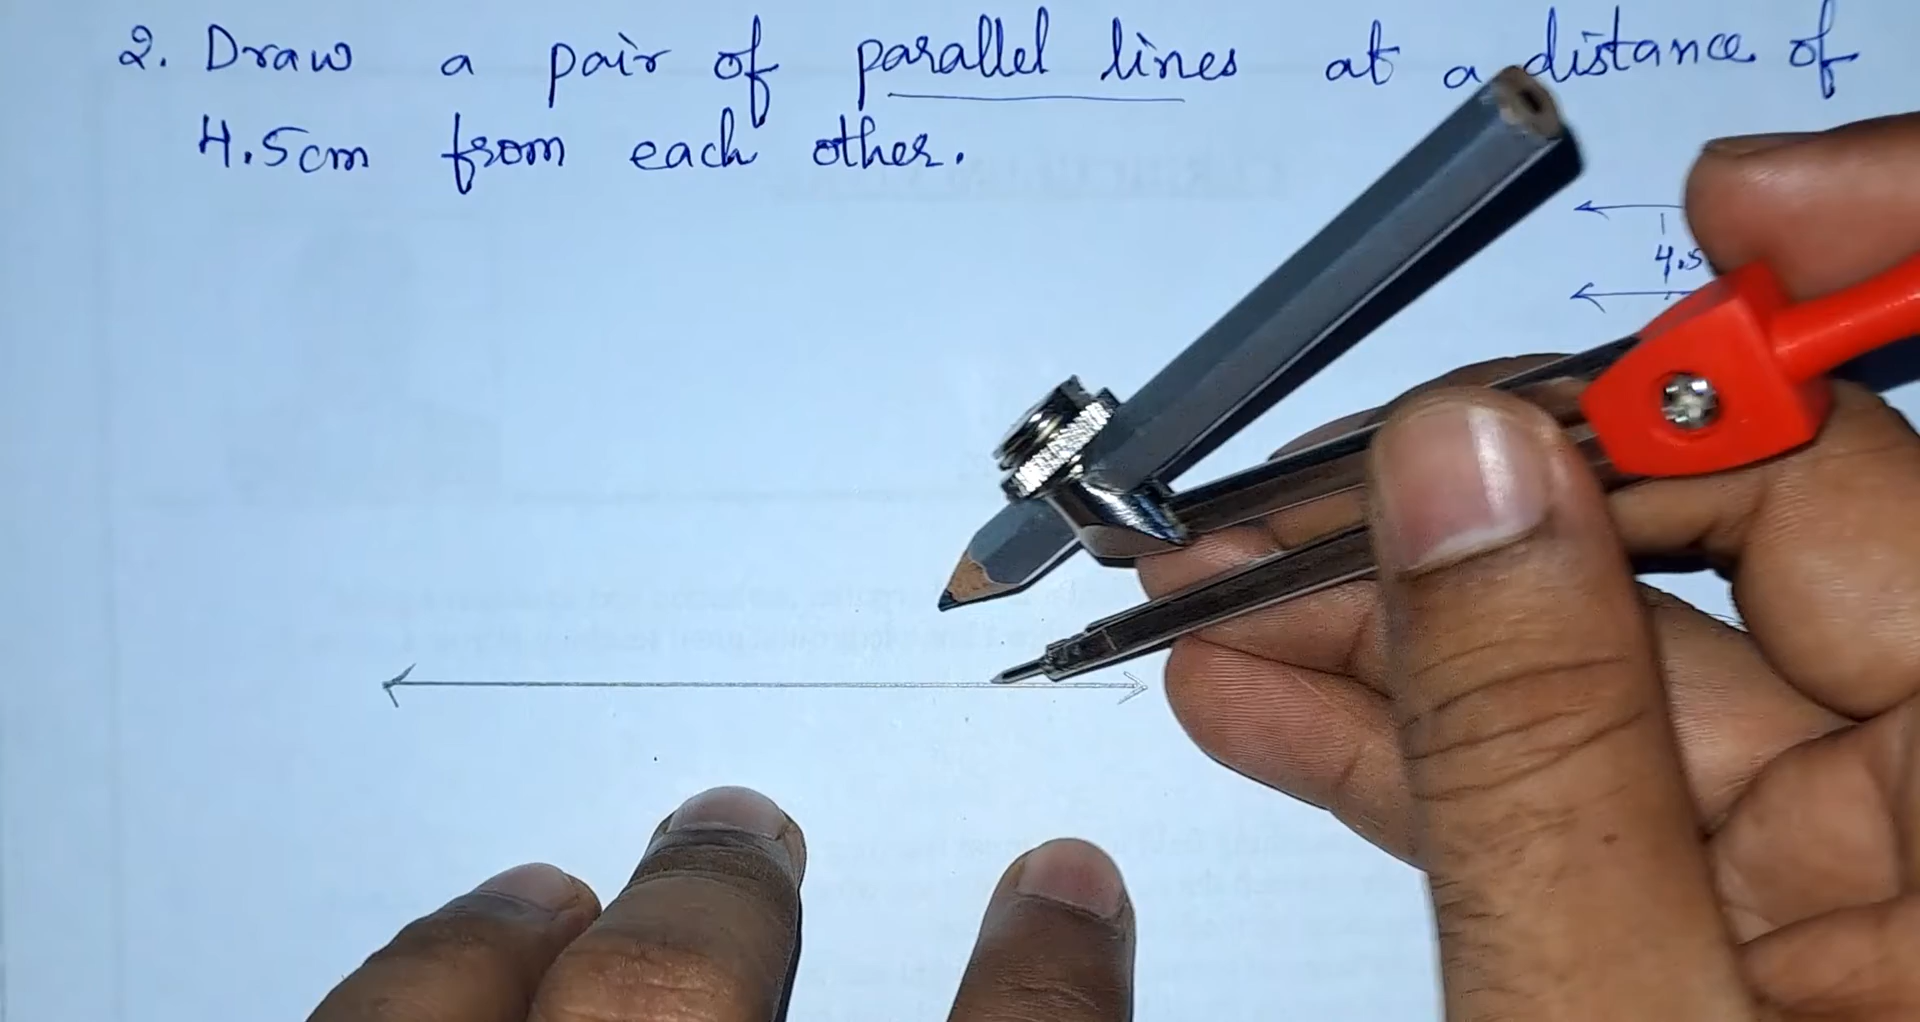 2. Draw a pair of parallel lines at a distance of
4.5cm from each other.
4.5